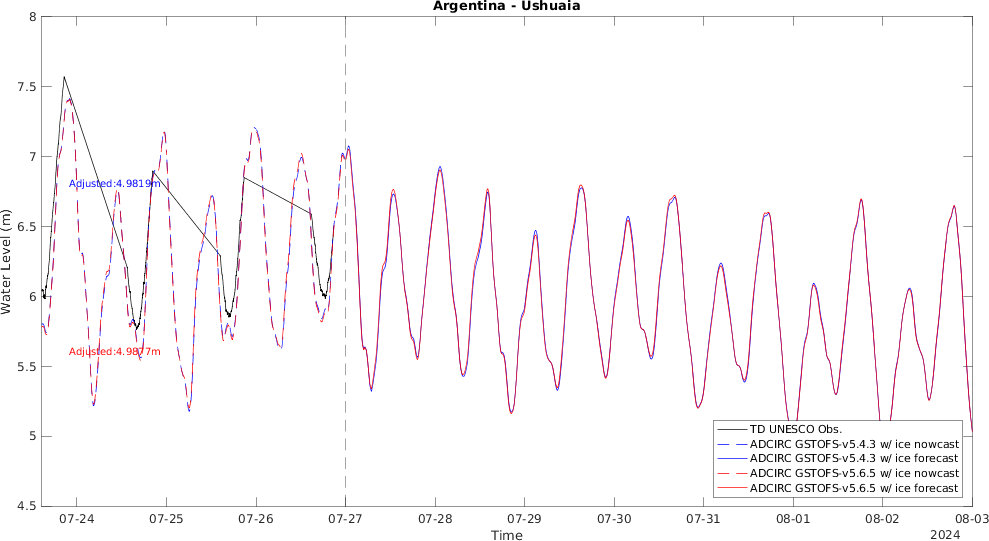 Argentina - Ushuaia
8
7.5
7
6.5
6
5.5
5
4.5
Water Level (m)
Adjusted:4.9819m
Adjusted:4.9877m
TD UNESCO Obs.
ADCIRC GSTOFS-v5.4.3 w/ ice nowcast
ADCIRC GSTOFS-v5.4.3 w/ ice forecast
ADCIRC GSTOFS-v5.6.5 w/ ice nowcast
ADCIRC GSTOFS-v5.6.5 w/ ice forecast
07-24 07-25 07-26 07-27 07-28 07-29 07-30 07-31 08-01 08-02 08-03
Time
2024